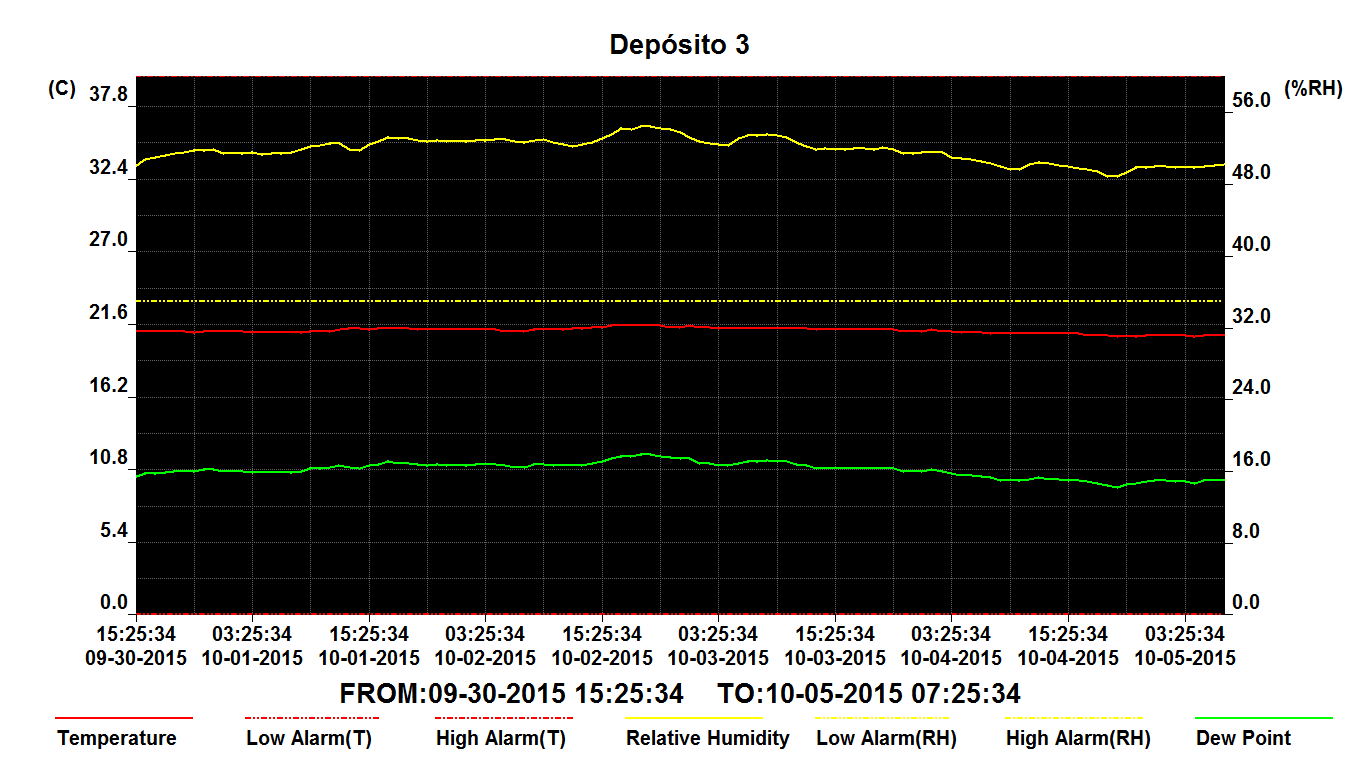 Depósito 3
(C)
37.8
32.4
27.0
21.6
16.2
10.8
5.4
0.0
(%RH)
56.0
48.0
40.0
32.0
24.0
16.0
8.0
0.0
15:25:34 03:25:34 15:25:34 03:25:34 15:25:34 03:25:34 15:25:34 03:25:34 15:25:34 03:25:34
09-30-2015 10-01-2015 10-01-2015 10-02-2015 10-02-2015 10-03-2015 10-03-2015 10-04-2015 10-04-2015 10-05-2015
FROM:09-30-2015 15:25:34 TO:10-05-2015 07:25:34
Temperature Low Alarm(T) High Alarm(T) Relative Humidity Low Alarm(RH) High Alarm(RH) Dew Point